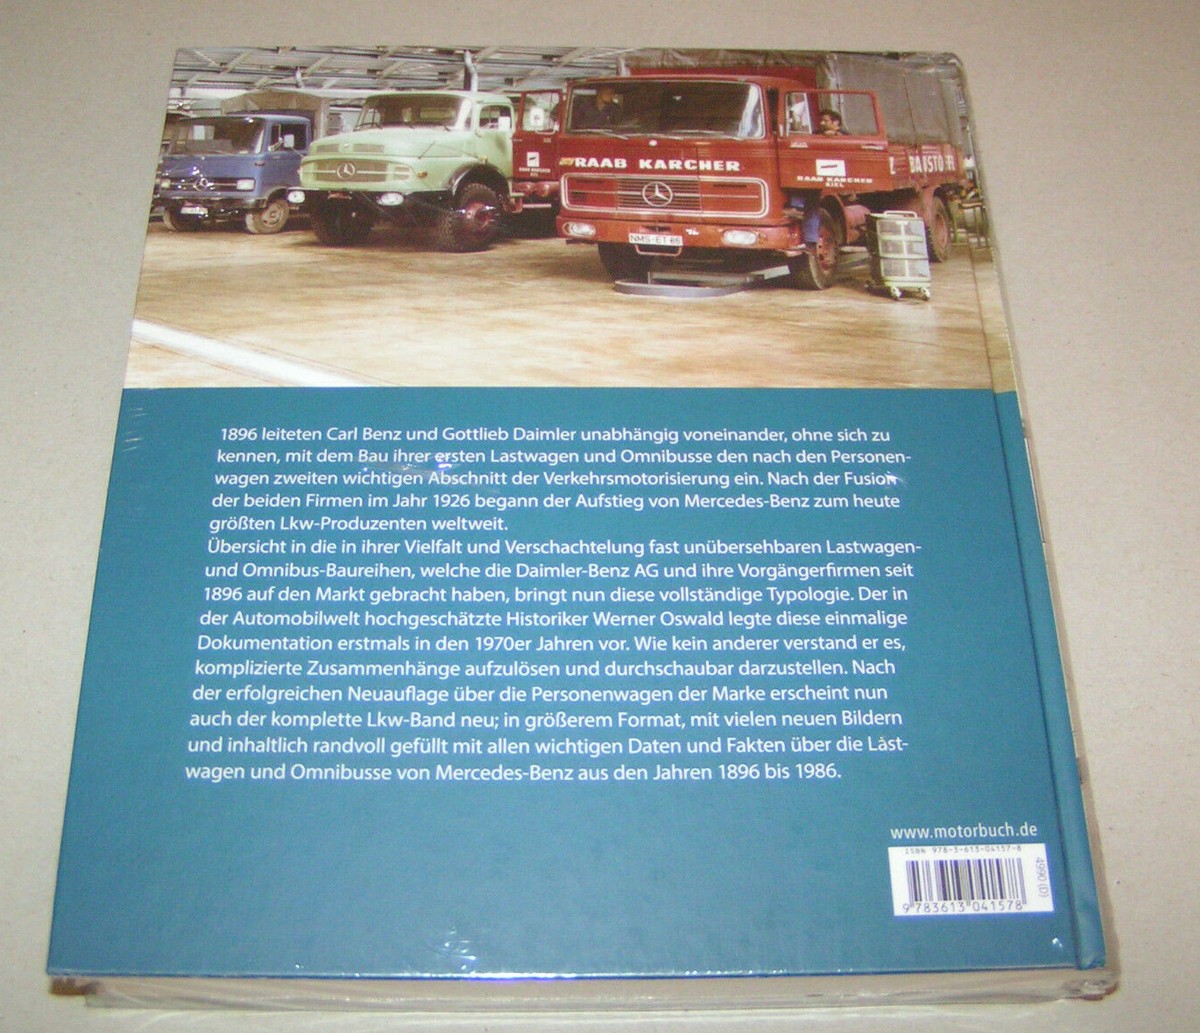 RAAB KARCHER
RAAB KARCHER
KIEL
RAAB KARCHER
BAUSTOFFE
NMS-ET 86
1896 leiteten Carl Benz und Gottlieb Daimler unabhängig voneinander, ohne sich zu
kennen, mit dem Bau ihrer ersten Lastwagen und Omnibusse den nach den Personen-
wagen zweiten wichtigen Abschnitt der Verkehrsmotorisierung ein. Nach der Fusion
der beiden Firmen im Jahr 1926 begann der Aufstieg von Mercedes-Benz zum heute
größten Lkw-Produzenten weltweit.
Übersicht in die in ihrer Vielfalt und Verschachtelung fast unübersehbaren Lastwagen-
und Omnibus-Baureihen, welche die Daimler-Benz AG und ihre Vorgängerfirmen seit
1896 auf den Markt gebracht haben, bringt nun diese vollständige Typologie. Der in
der Automobilwelt hochgeschätzte Historiker Werner Oswald legte diese einmalige
Dokumentation erstmals in den 1970er Jahren vor. Wie kein anderer verstand er es,
komplizierte Zusammenhänge aufzulösen und durchschaubar darzustellen. Nach
der erfolgreichen Neuauflage über die Personenwagen der Marke erscheint nun
auch der komplette Lkw-Band neu; in größerem Format, mit vielen neuen Bildern
und inhaltlich randvoll gefüllt mit allen wichtigen Daten und Fakten über die Last-
wagen und Omnibusse von Mercedes-Benz aus den Jahren 1896 bis 1986.
www.motorbuch.de
ISBN 978-3-613-04157-8
4990 (D)
9 783613 041578